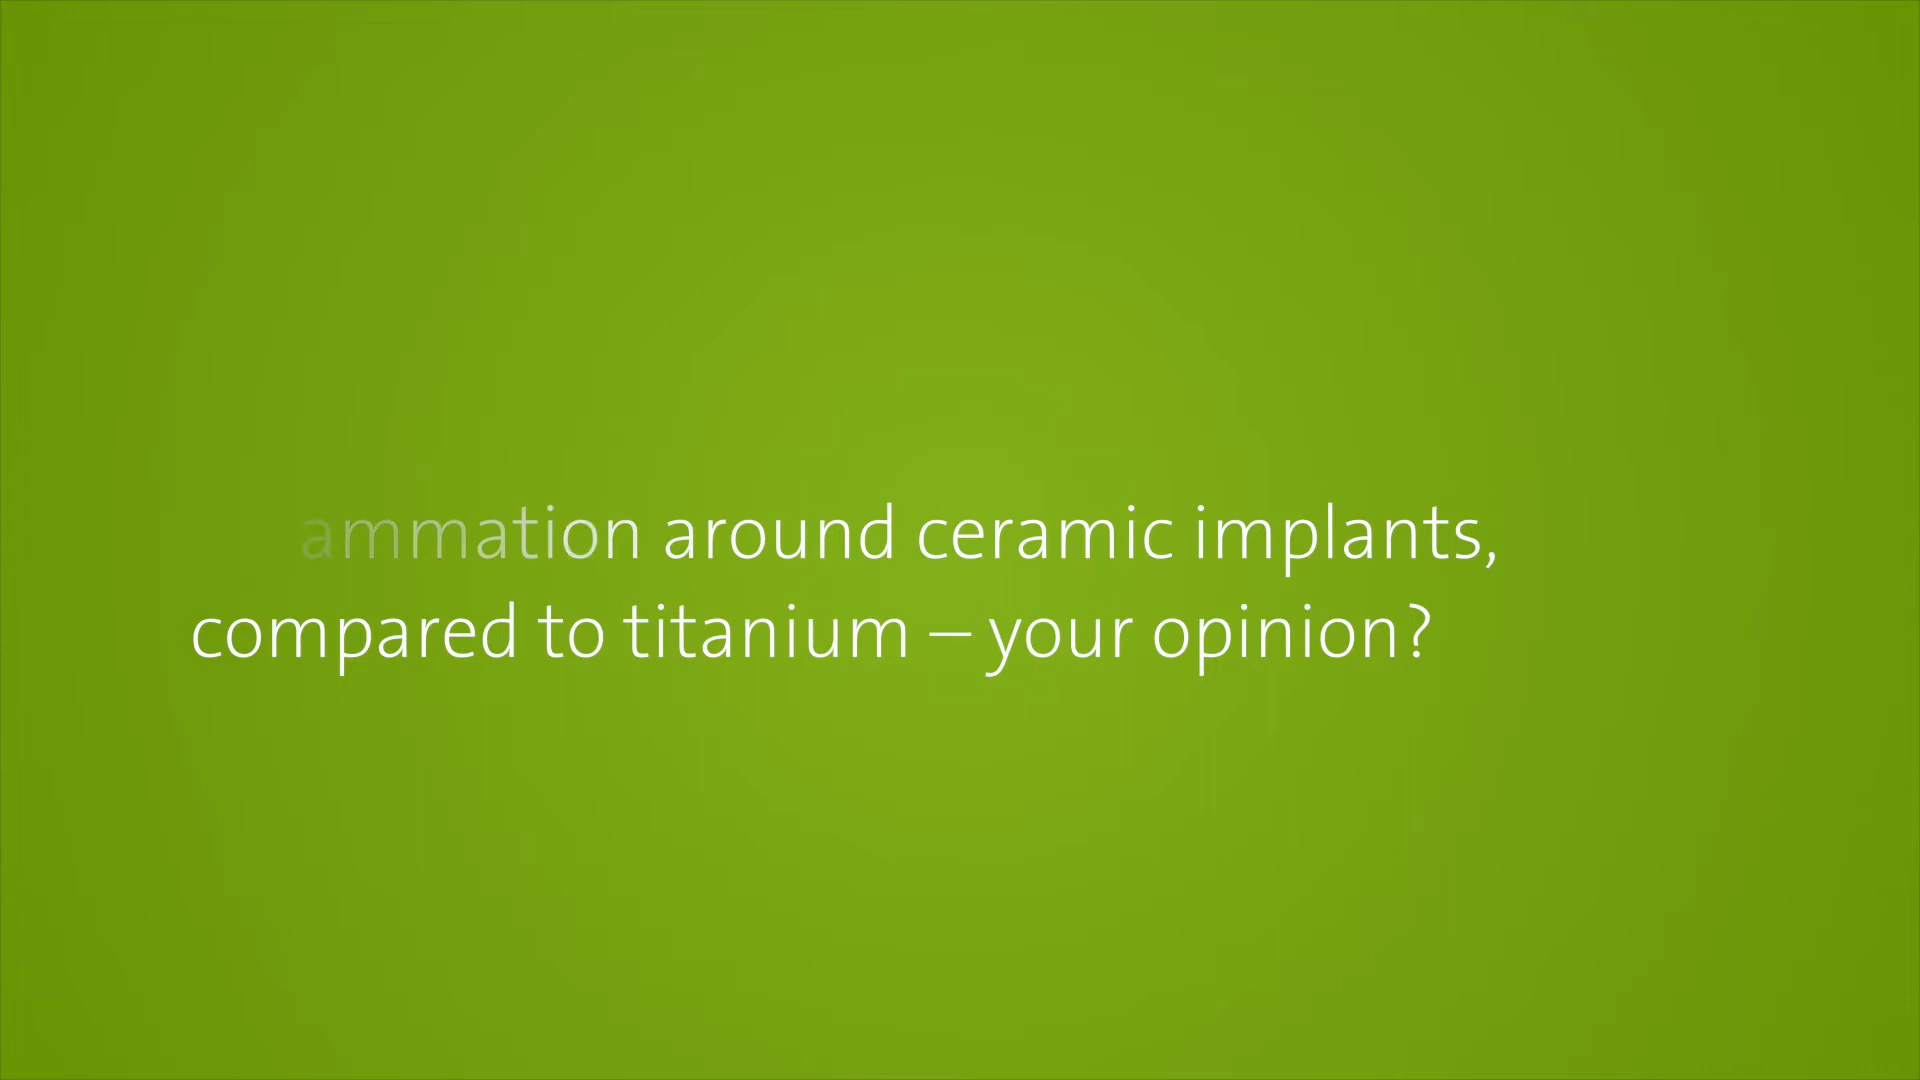 ammation around ceramic implants,
compared to titanium – your opinion?